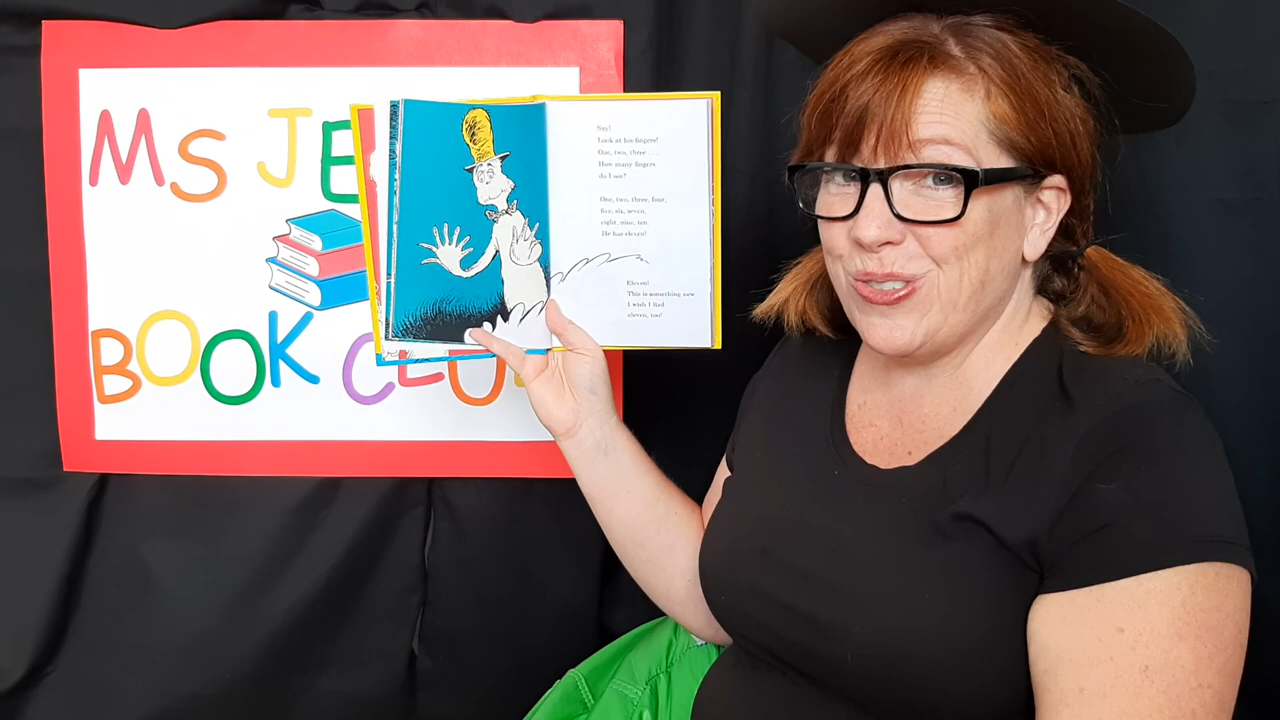 Ms JE
BOOK CLU
Say!
Look at his fingers!
One, two, three . . .
How many fingers
do I see?
One, two, three, four,
five, six, seven,
eight, nine, ten.
He has eleven!
Eleven!
This is something new.
I wish I had
eleven, too!